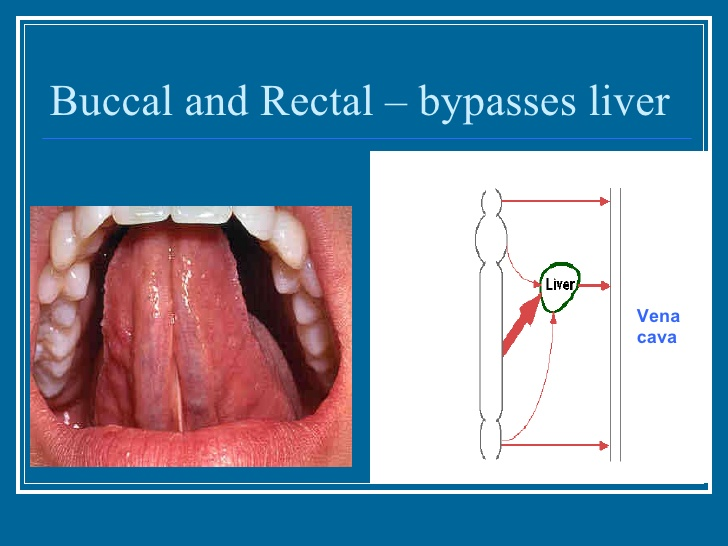 Buccal and Rectal – bypasses liver
Liver
Vena
cava